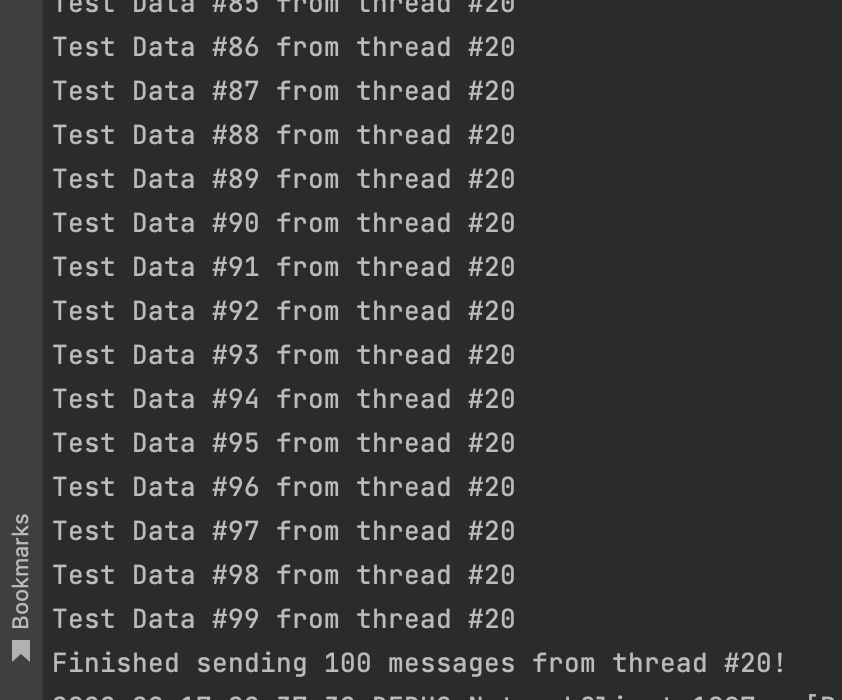 Test Data #85 from thread #20
Test Data #86 from thread #20
Test Data #87 from thread #20
Test Data #88 from thread #20
Test Data #89 from thread #20
Test Data #90 from thread #20
Test Data #91 from thread #20
Test Data #92 from thread #20
Test Data #93 from thread #20
Test Data #94 from thread #20
Test Data #95 from thread #20
Test Data #96 from thread #20
Test Data #97 from thread #20
Test Data #98 from thread #20
Test Data #99 from thread #20
Finished sending 100 messages from thread #20!
Bookmarks